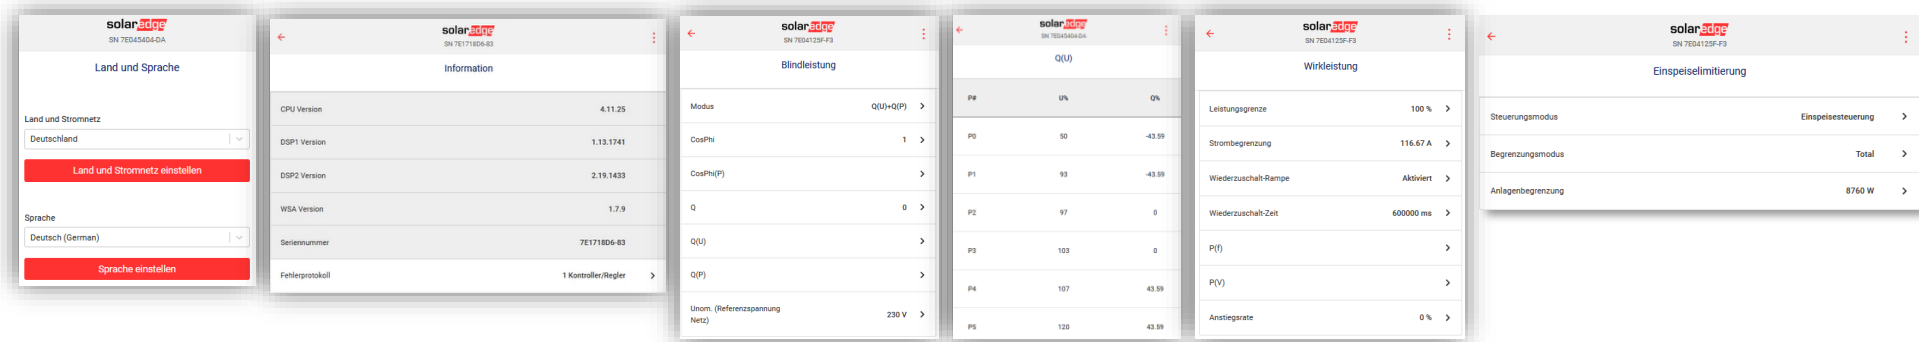 solaredge
SN 7E045404-DA
Land und Sprache
Land und Stromnetz
Deutschland
Land und Stromnetz einstellen
Sprache
Deutsch (German)
Sprache einstellen
solaredge
SN 7E1718D6-83
Information
CPU Version 4.11.25
DSP1 Version 1.13.1741
DSP2 Version 2.19.1433
WSA Version 1.7.9
Seriennummer 7E1718D6-83
Fehlerprotokoll 1 Kontroller/Regler
solaredge
SN 7E04125F-F3
Blindleistung
Modus Q(U)+Q(P)
CosPhi 1
CosPhi(P)
Q 0
Q(U)
Q(P)
Unom. (Referenzspannung
Netz) 230 V
solaredge
SN 7E045404-DA
Q(U)
P# U% Q%
P0 50 -43.59
P1 93 -43.59
P2 97 0
P3 103 0
P4 107 43.59
P5 120 43.59
solaredge
SN 7E04125F-F3
Wirkleistung
Leistungsgrenze 100 %
Strombegrenzung 116.67 A
Wiederzuschalt-Rampe Aktiviert
Wiederzuschalt-Zeit 600000 ms
P(f)
P(V)
Anstiegsrate 0 %
solaredge
SN 7E04125F-F3
Einspeiselimitierung
Steuerungsmodus Einspeisesteuerung
Begrenzungsmodus Total
Anlagenbegrenzung 8760 W